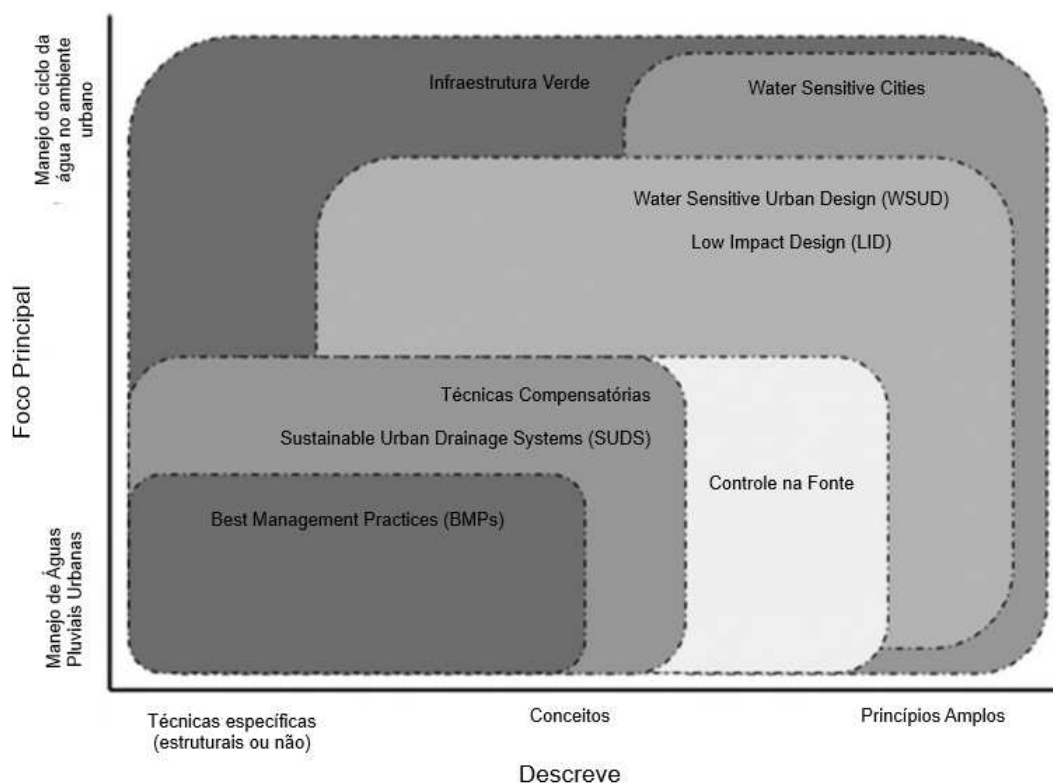 Manejo do ciclo da
água no ambiente
urbano
Infraestrutura Verde
Water Sensitive Cities
Water Sensitive Urban Design (WSUD)
Low Impact Design (LID)
Foco Principal
Técnicas Compensatórias
Sustainable Urban Drainage Systems (SUDS)
Controle na Fonte
Best Management Practices (BMPs)
Manejo de Águas
Pluviais Urbanas
Técnicas específicas
(estruturais ou não)
Conceitos
Princípios Amplos
Descreve